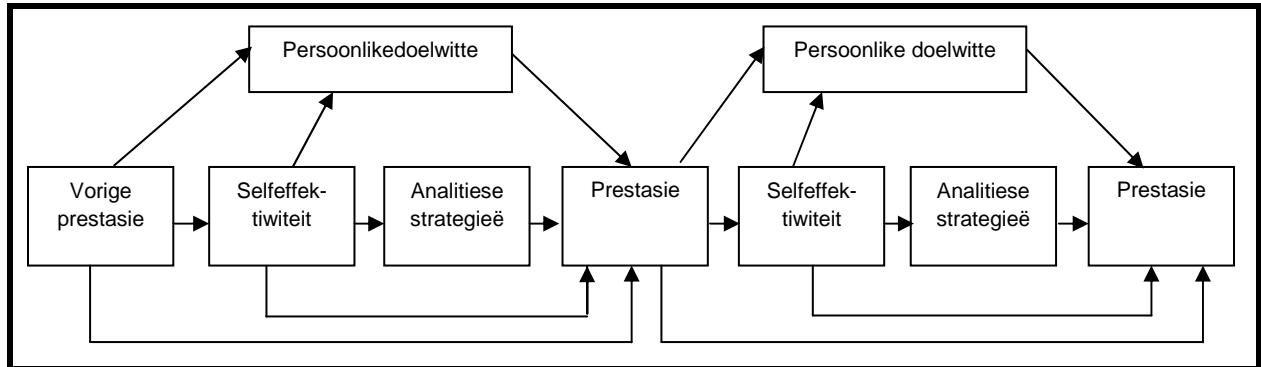 Persoonlikedoelwitte
Persoonlike doelwitte
Vorige
prestasie
Selfeffek-
tiwiteit
Analitiese
strategieë
Prestasie
Selfeffek-
tiwiteit
Analitiese
strategieë
Prestasie